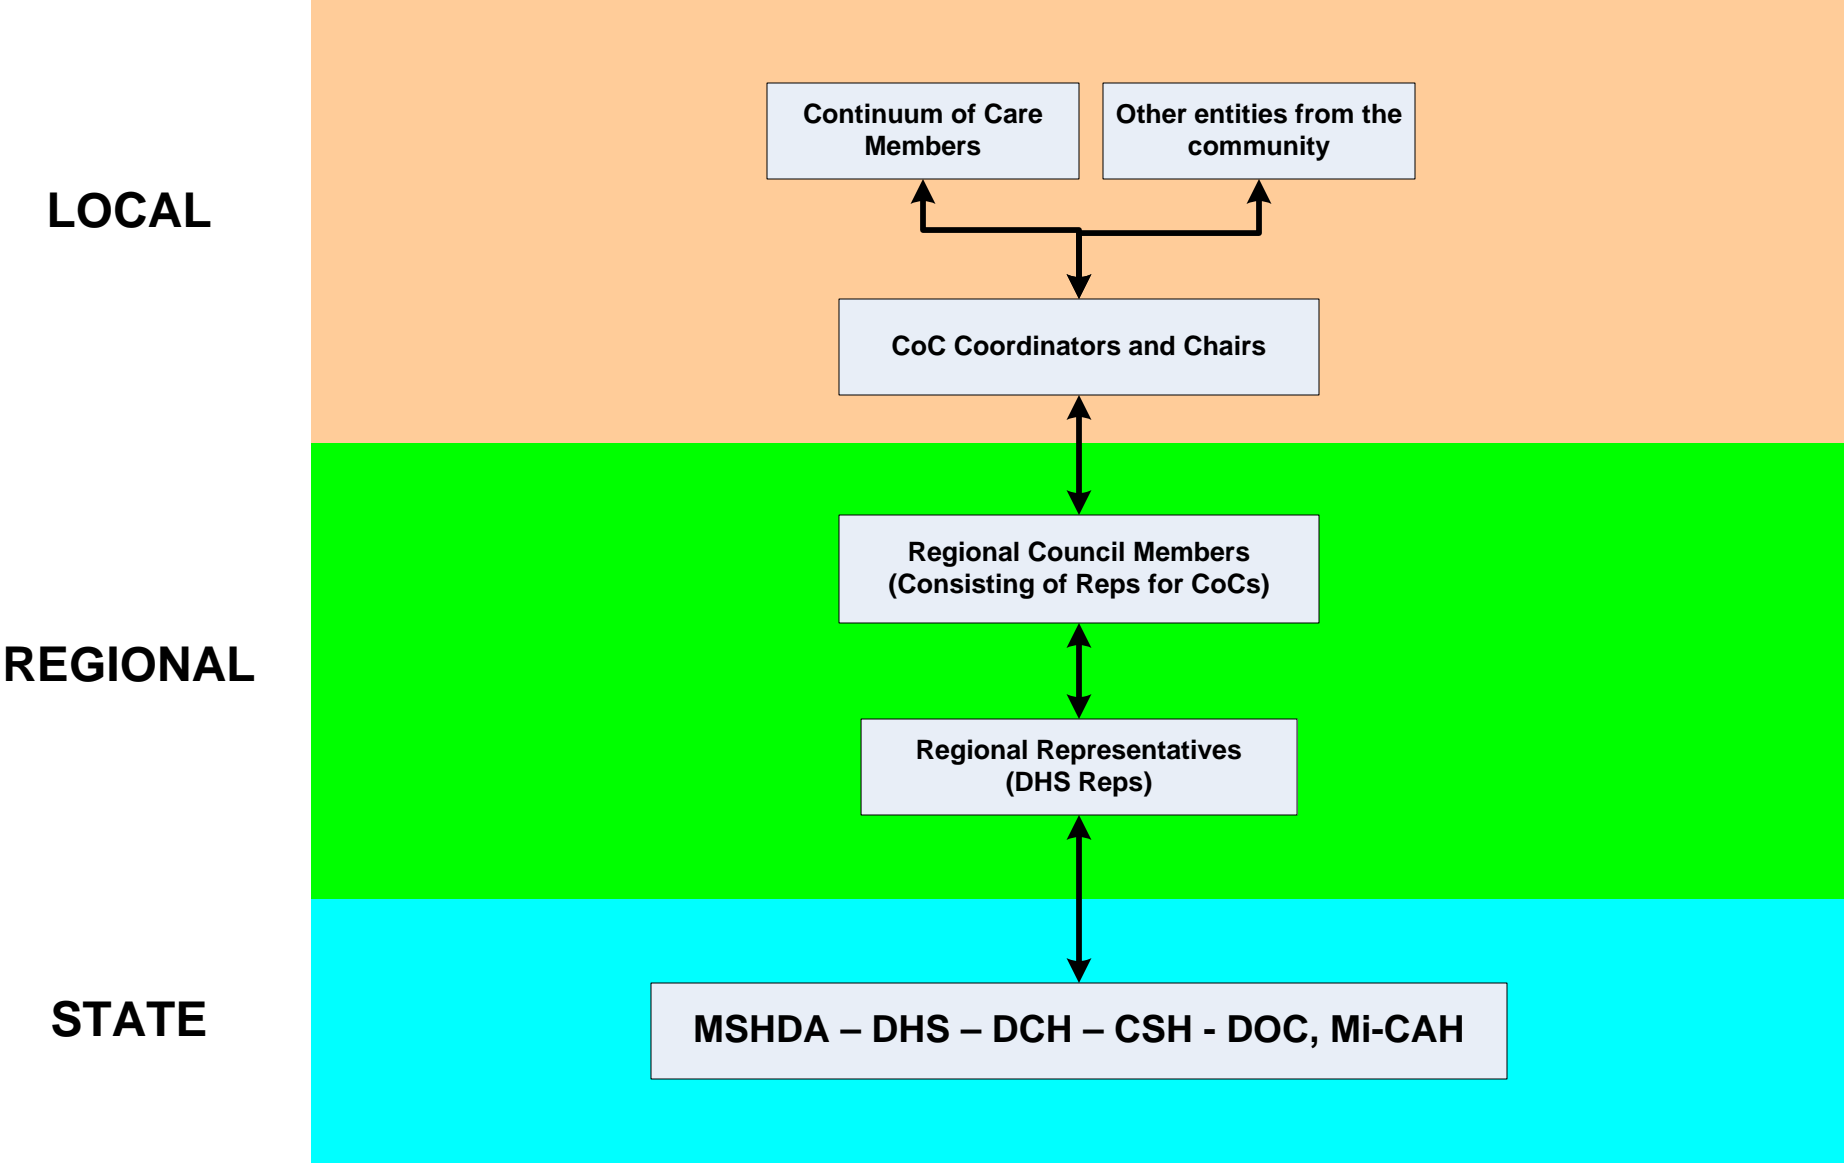 LOCAL
Continuum of Care
Members
Other entities from the
community
CoC Coordinators and Chairs
REGIONAL
Regional Council Members
(Consisting of Reps for CoCs)
Regional Representatives
(DHS Reps)
STATE
MSHDA – DHS – DCH – CSH - DOC, Mi-CAH